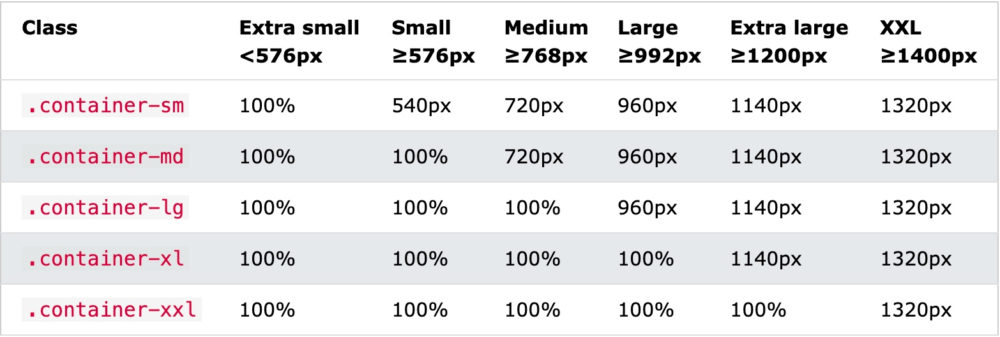 Class Extra small Small Medium Large Extra large XXL
<576px ≥576px ≥768px ≥992px ≥1200px ≥1400px
.container-sm 100% 540px 720px 960px 1140px 1320px
.container-md 100% 100% 720px 960px 1140px 1320px
.container-lg 100% 100% 100% 960px 1140px 1320px
.container-xl 100% 100% 100% 100% 1140px 1320px
.container-xxl 100% 100% 100% 100% 100% 1320px